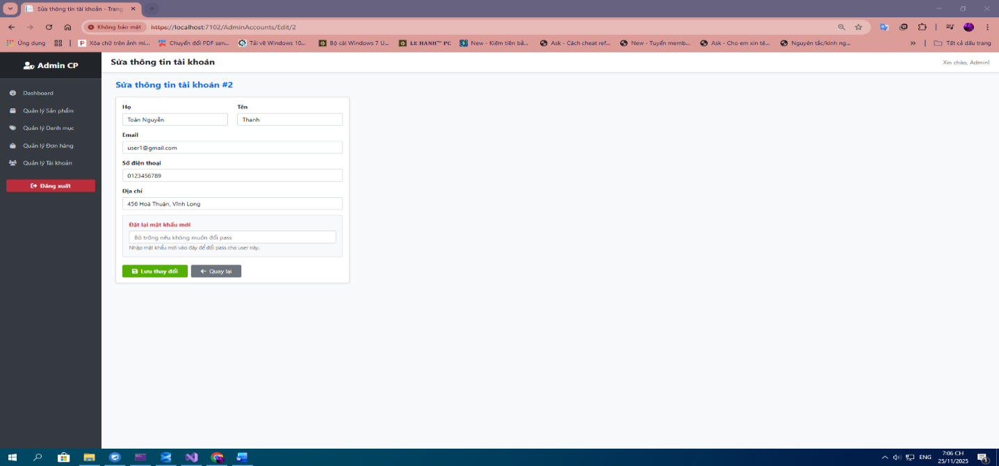 Sửa thông tin tài khoản - Trang
Không bảo mật
https://localhost:7102/AdminAccounts/Edit/2
Ứng dụng
Xóa chữ trên ảnh mi...
Chuyển đổi PDF san...
Tải về Windows 10...
Bộ cài Windows 7 U...
LE HANH™ PC
New - Kiếm tiền bằ...
Ask - Cách cheat ref...
New - Tuyển memb...
Ask - Cho em xin tê...
Nguyên tắc/kinh ng...
Tất cả dấu trang
Admin CP
Sửa thông tin tài khoản
Xin chào, Admin!
Dashboard
Quản lý Sản phẩm
Quản lý Danh mục
Quản lý Đơn hàng
Quản lý Tài khoản
Đăng xuất
Sửa thông tin tài khoản #2
Họ
Tên
Toàn Nguyễn
Thanh
Email
user1@gmail.com
Số điện thoại
0123456789
Địa chỉ
456 Hoà Thuận, Vĩnh Long
Đặt lại mật khẩu mới
Bỏ trống nếu không muốn đổi pass
Nhập mật khẩu mới vào đây để đổi pass cho user này.
Lưu thay đổi
Quay lại
ENG
7:06 CH
25/11/2025
1